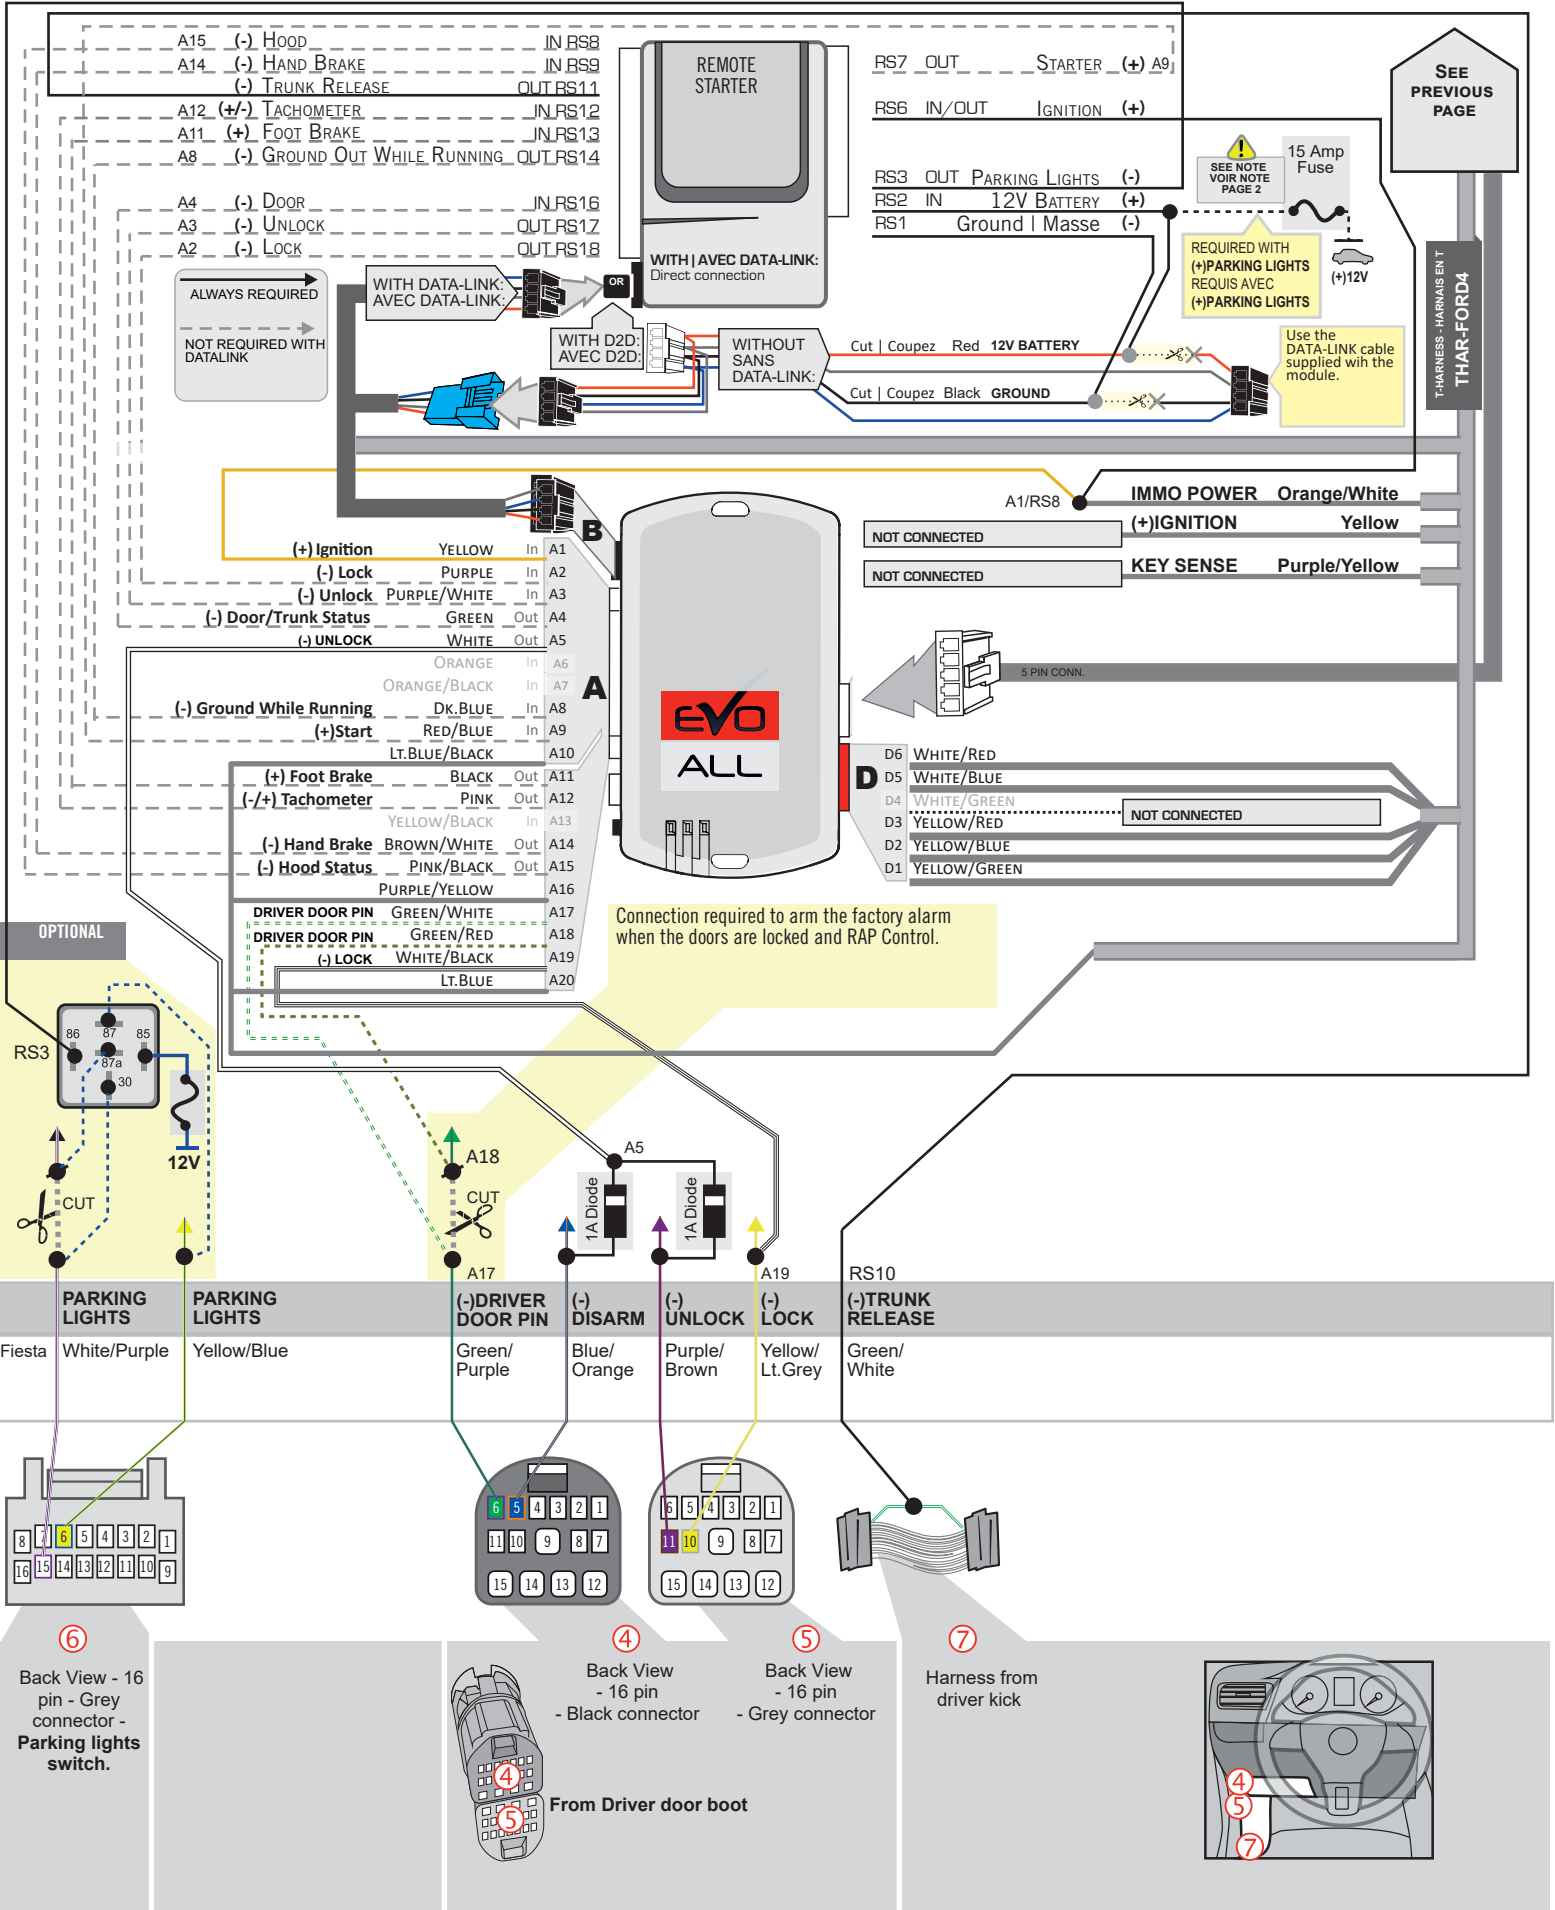 A15 (-) Hood IN RS8
A14 (-) Hand Brake IN RS9
(-) Trunk Release OUT RS11
A12 (+/-) Tachometer IN RS12
A11 (+) Foot Brake IN RS13
A8 (-) Ground Out While Running OUT RS14
A4 (-) Door IN RS16
A3 (-) Unlock OUT RS17
A2 (-) Lock OUT RS18
REMOTE
STARTER
WITH | AVEC DATA-LINK:
Direct connection
RS7 OUT Starter (+) A9
RS6 IN/OUT Ignition (+)
RS3 OUT Parking Lights (-)
RS2 IN 12V Battery (+)
RS1 Ground | Masse (-)
SEE NOTE
VOIR NOTE
PAGE 2
15 Amp
Fuse
(+)12V
REQUIRED WITH
(+)PARKING LIGHTS
REQUIS AVEC
(+)PARKING LIGHTS
SEE
PREVIOUS
PAGE
T-HARNESS - HARNAIS EN T
THAR-FORD4
ALWAYS REQUIRED
NOT REQUIRED WITH
DATALINK
WITH DATA-LINK:
AVEC DATA-LINK:
OR
WITH D2D:
AVEC D2D:
WITHOUT
SANS
DATA-LINK:
Cut | Coupez Red 12V BATTERY
Cut | Coupez Black GROUND
Use the
DATA-LINK cable
supplied wih the
module.
A1/RS8
IMMO POWER Orange/White
NOT CONNECTED (+)IGNITION Yellow
NOT CONNECTED KEY SENSE Purple/Yellow
B
A
D
5 PIN CONN.
EVO
ALL
(+) Ignition Yellow In A1
(-) Lock Purple In A2
(-) Unlock Purple/White In A3
(-) Door/Trunk Status Green Out A4
(-) UNLOCK White Out A5
Orange In A6
Orange/Black In A7
(-) Ground While Running Dk.Blue In A8
(+)Start Red/Blue In A9
Lt.Blue/Black A10
(+) Foot Brake Black Out A11
(-/+) Tachometer Pink Out A12
Yellow/Black In A13
(-) Hand Brake Brown/White Out A14
(-) Hood Status Pink/Black Out A15
Purple/Yellow A16
DRIVER DOOR PIN Green/White A17
DRIVER DOOR PIN Green/Red A18
(-) LOCK White/Black A19
Lt.Blue A20
D6 White/Red
D5 White/Blue
D4 White/Green
NOT CONNECTED
D3 Yellow/Red
D2 Yellow/Blue
D1 Yellow/Green
Connection required to arm the factory alarm
when the doors are locked and RAP Control.
OPTIONAL
RS3
86 87 85
87a
30
12V
CUT
A18
CUT
A17
A5
1A Diode
1A Diode
A19
RS10
PARKING
LIGHTS
PARKING
LIGHTS
(-)DRIVER
DOOR PIN
(-)
DISARM
(-)
UNLOCK
(-)
LOCK
(-)TRUNK
RELEASE
Fiesta
White/Purple
Yellow/Blue
Green/
Purple
Blue/
Orange
Purple/
Brown
Yellow/
Lt.Grey
Green/
White
8 7 6 5 4 3 2 1
16 15 14 13 12 11 10 9
6 5 4 3 2 1
11 10 9 8 7
15 14 13 12
6 5 4 3 2 1
11 10 9 8 7
15 14 13 12
6
Back View - 16
pin - Grey
connector -
Parking lights
switch.
4
Back View
- 16 pin
- Black connector
5
Back View
- 16 pin
- Grey connector
7
Harness from
driver kick
4
5
From Driver door boot
4
5
7